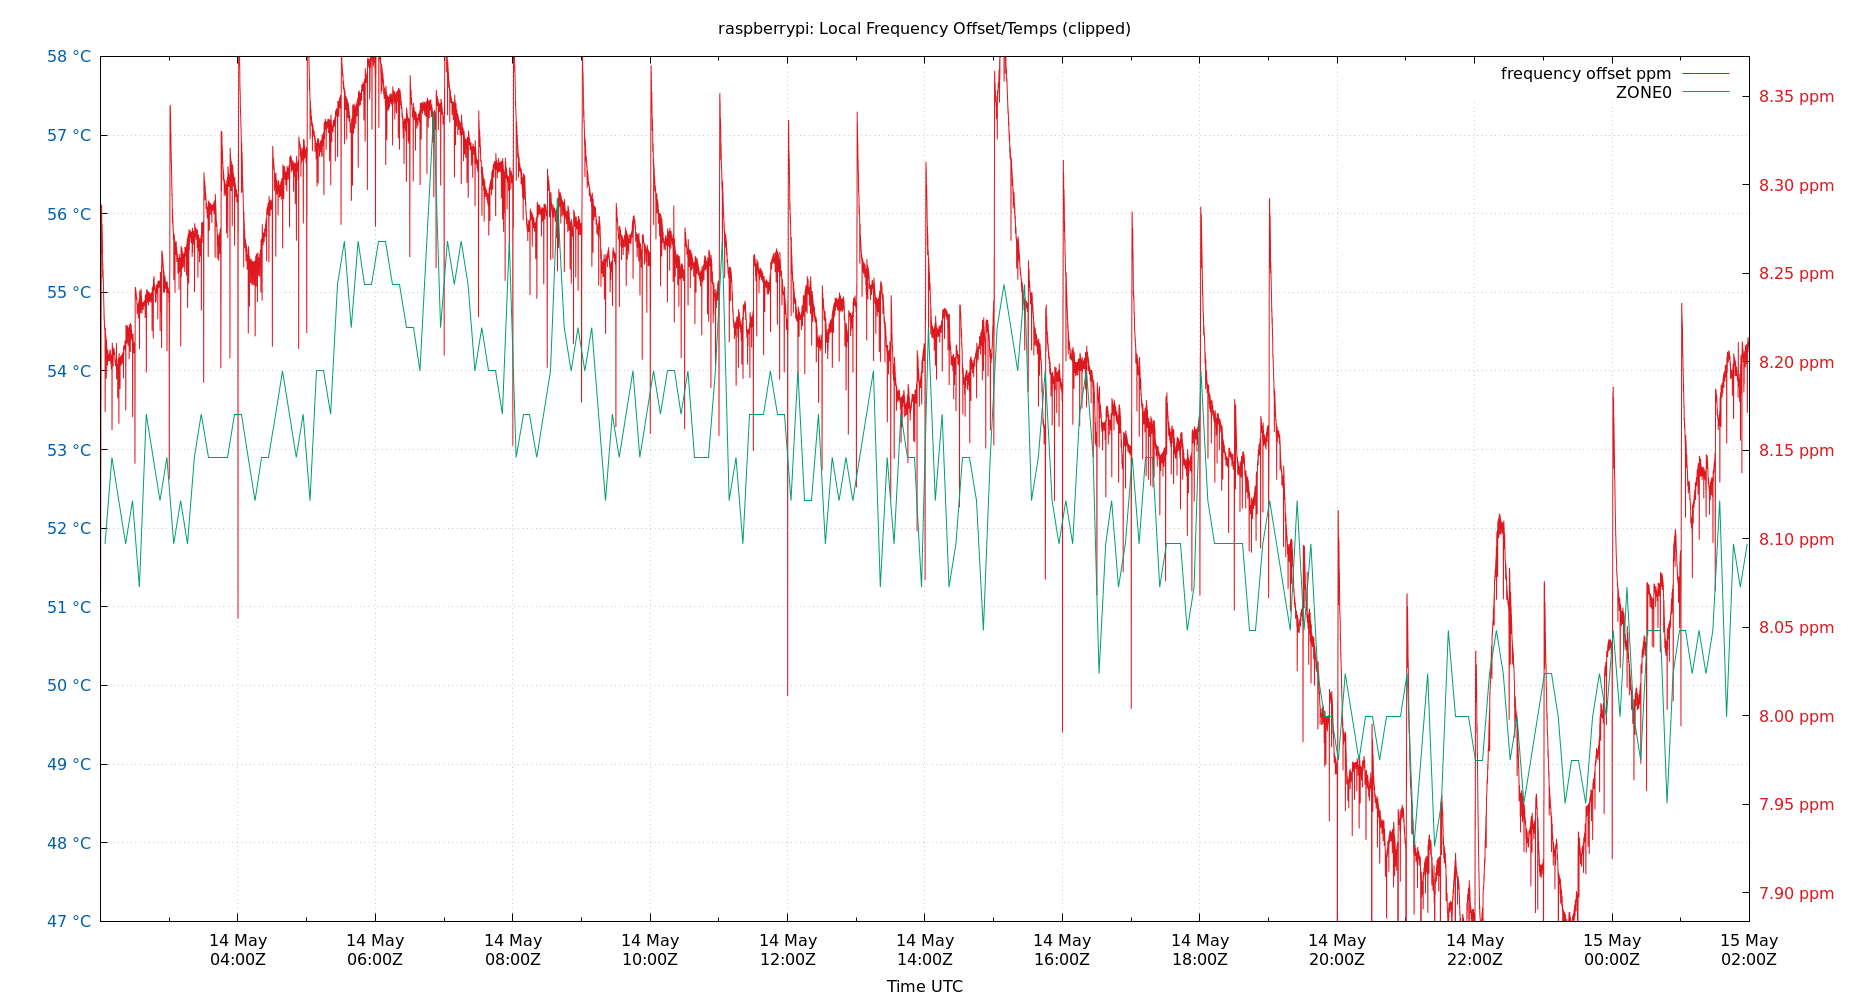 raspberrypi: Local Frequency Offset/Temps (clipped)
frequency offset ppm
ZONE0
58 °C
57 °C
56 °C
55 °C
54 °C
53 °C
52 °C
51 °C
50 °C
49 °C
48 °C
47 °C
8.35 ppm
8.30 ppm
8.25 ppm
8.20 ppm
8.15 ppm
8.10 ppm
8.05 ppm
8.00 ppm
7.95 ppm
7.90 ppm
14 May
04:00Z
14 May
06:00Z
14 May
08:00Z
14 May
10:00Z
14 May
12:00Z
14 May
14:00Z
14 May
16:00Z
14 May
18:00Z
14 May
20:00Z
14 May
22:00Z
15 May
00:00Z
15 May
02:00Z
Time UTC